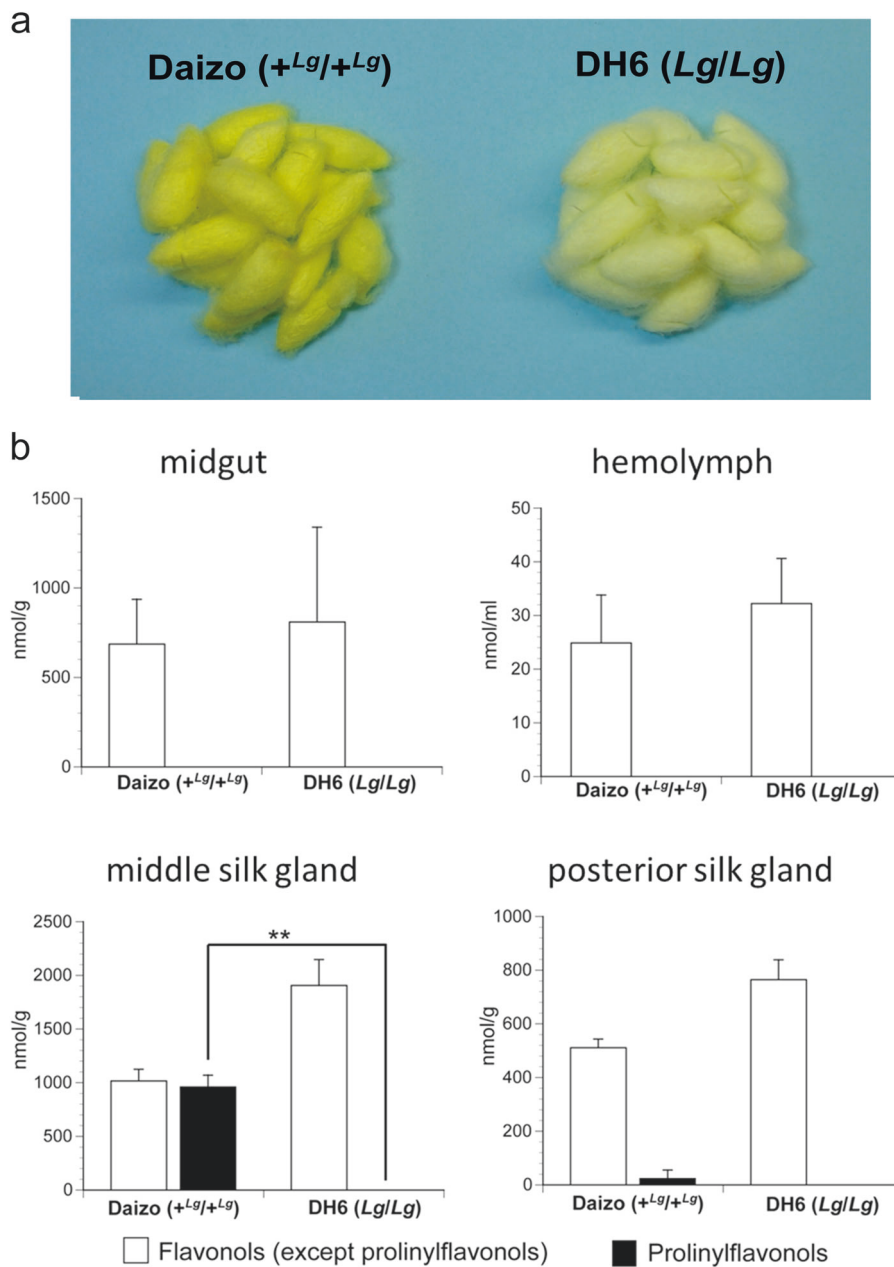 a
Daizo (+Lg/+Lg) DH6 (Lg/Lg)
b
midgut
1500
1000
500
0
nmol/g
Daizo (+Lg/+Lg) DH6 (Lg/Lg)
hemolymph
50
40
30
20
10
0
nmol/ml
Daizo (+Lg/+Lg) DH6 (Lg/Lg)
middle silk gland
2500
2000
1500
1000
500
0
nmol/g
**
Daizo (+Lg/+Lg) DH6 (Lg/Lg)
posterior silk gland
1000
800
600
400
200
0
nmol/g
Daizo (+Lg/+Lg) DH6 (Lg/Lg)
Flavonols (except prolinylflavonols) Prolinylflavonols